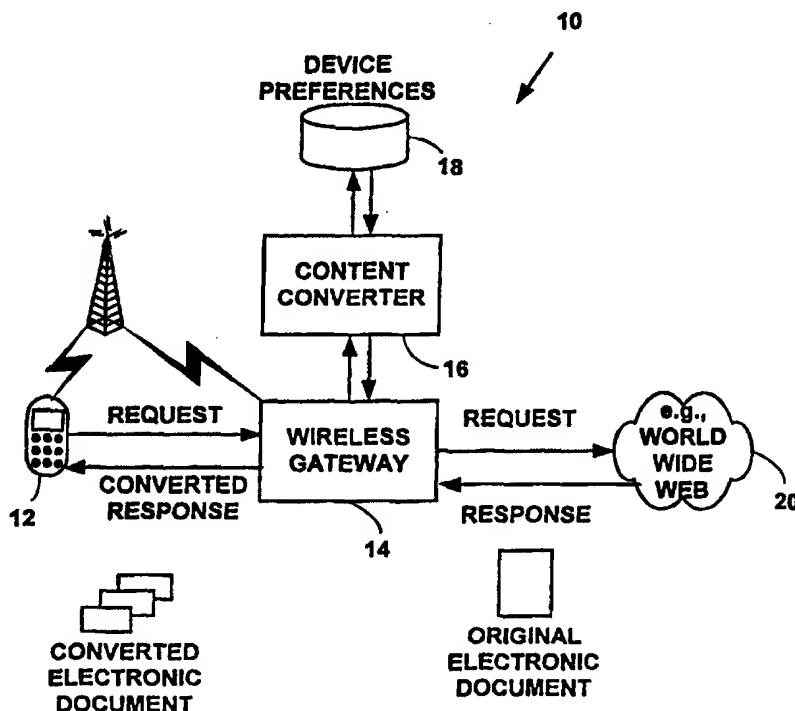 10
DEVICE
PREFERENCES
18
CONTENT
CONVERTER
16
REQUEST
WIRELESS
GATEWAY
REQUEST
e.g.,
WORLD
WIDE
WEB
12
CONVERTED
RESPONSE
14
RESPONSE
20
CONVERTED
ELECTRONIC
DOCUMENT
ORIGINAL
ELECTRONIC
DOCUMENT